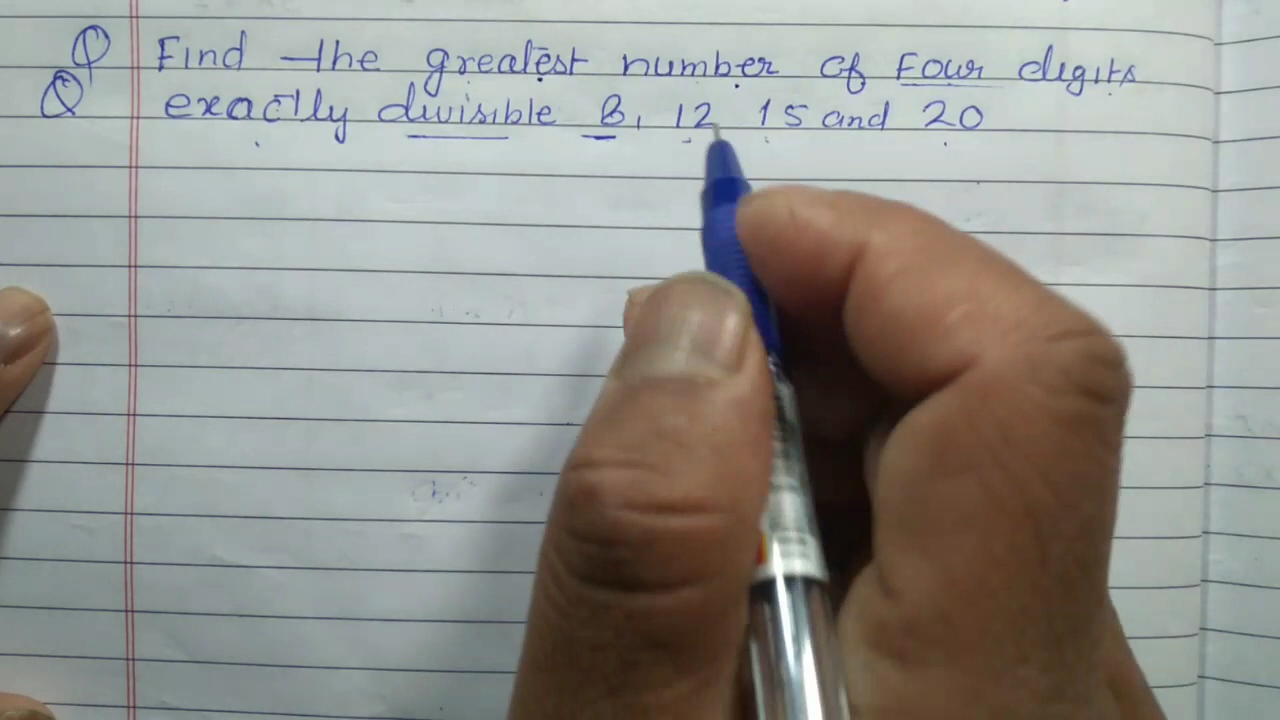 Q Find the greatest number of Four digits
Q exactly divisible 8, 12 15 and 20